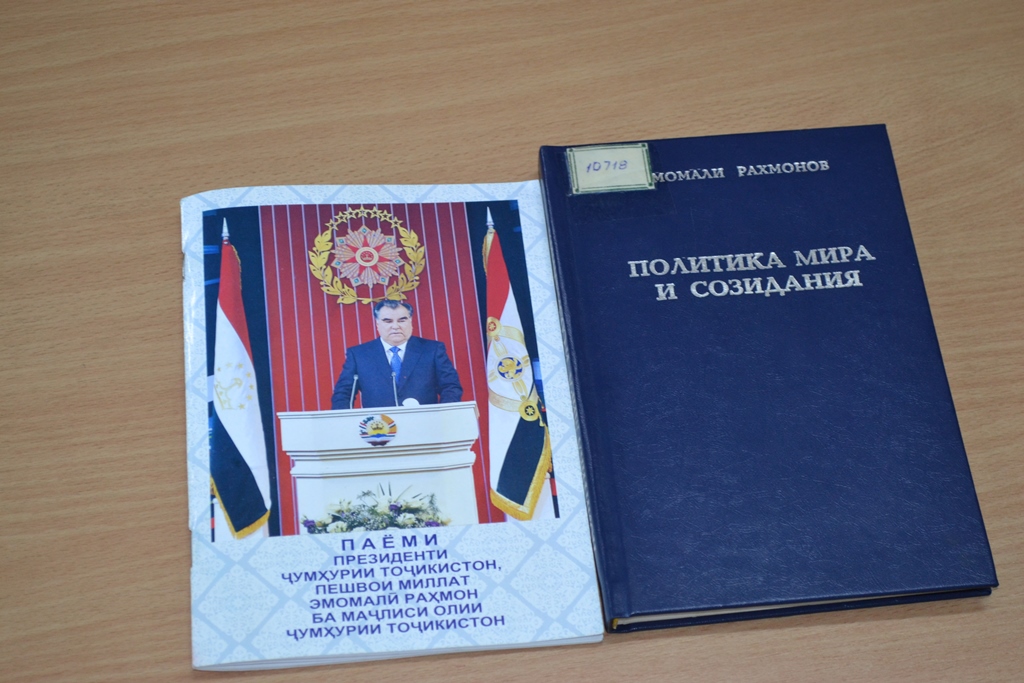 ПАЁМИ
ПРЕЗИДЕНТИ
ҶУМҲУРИИ ТОҶИКИСТОН,
ПЕШВОИ МИЛЛАТ
ЭМОМАЛӢ РАҲМОН
БА МАҶЛИСИ ОЛИИ
ҶУМҲУРИИ ТОҶИКИСТОН
10718
МОМАЛИ РАХМОНОВ
ПОЛИТИКА МИРА
И СОЗИДАНИЯ